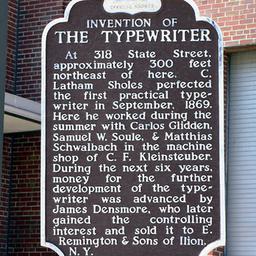 INVENTION OF
THE TYPEWRITER
At 318 State Street,
approximately 300 feet
northeast of here, C.
Latham Sholes perfected
the first practical type-
writer in September, 1869.
Here he worked during the
summer with Carlos Glidden,
Samuel W. Soule, & Matthias
Schwalbach in the machine
shop of C. F. Kleinsteuber.
During the next six years,
money for the further
development of the type-
writer was advanced by
James Densmore, who later
gained the controlling
interest and sold it to E.
Remington & Sons of Ilion,
N.Y.